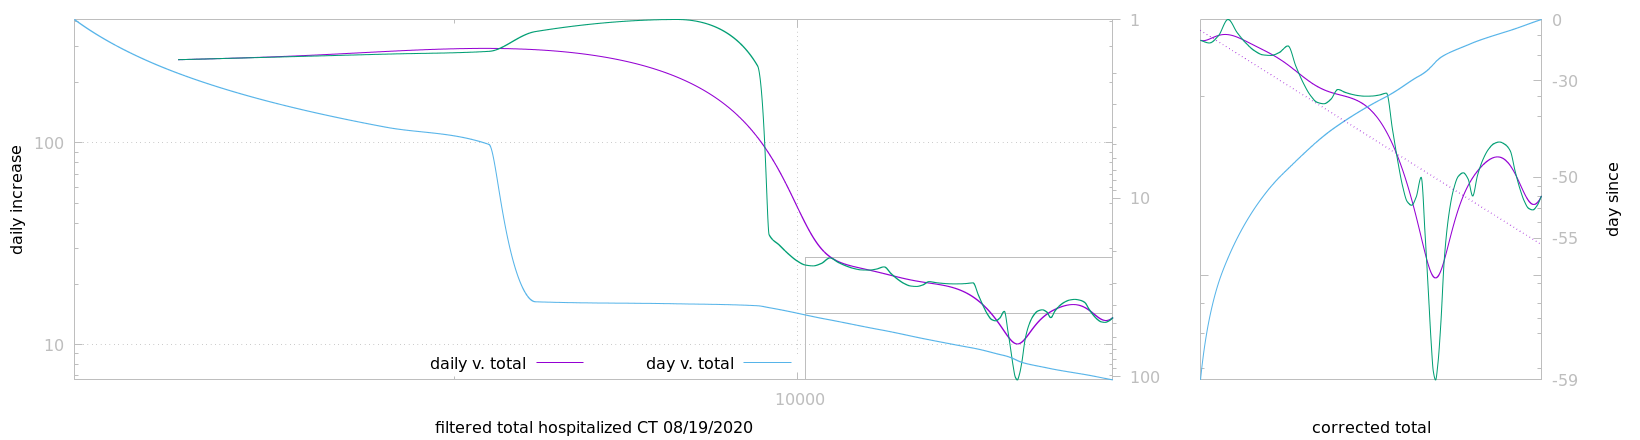 daily increase
100
10
daily v. total
day v. total
10000
filtered total hospitalized CT 08/19/2020
1
10
100
0
-30
-50
-55
-59
day since
corrected total